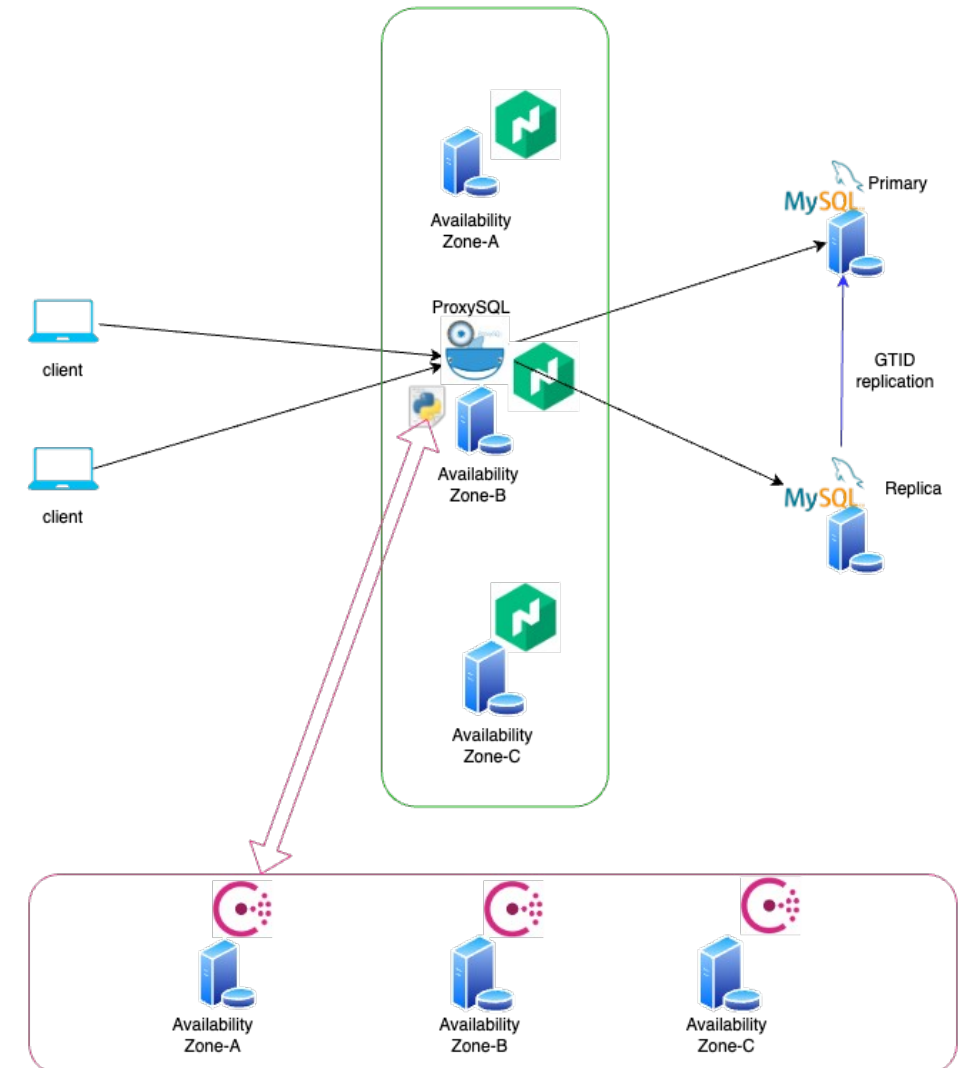 Availability
Zone-A
MySQL
Primary
ProxySQL
client
GTID
replication
Availability
Zone-B
MySQL
Replica
client
Availability
Zone-C
Availability
Zone-A
Availability
Zone-B
Availability
Zone-C